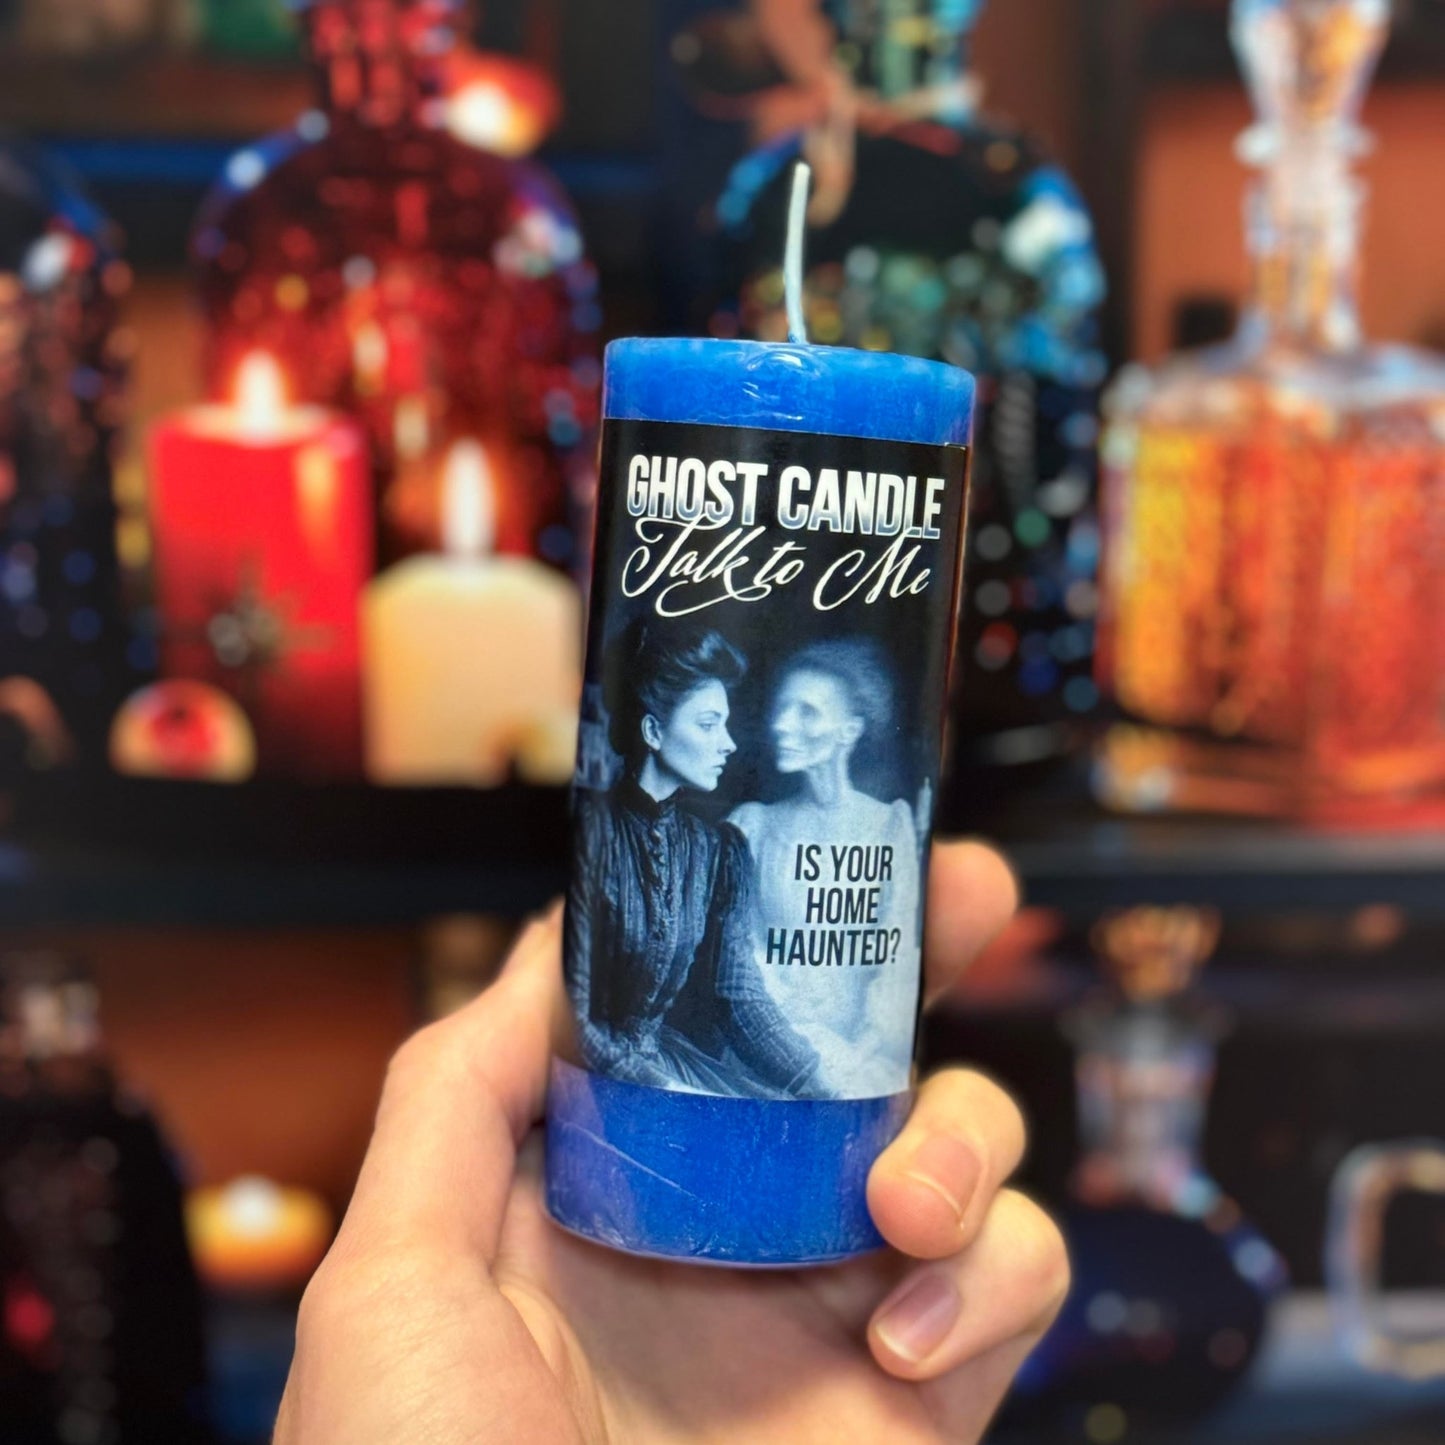 GHOST CANDLE
Talk to Me
IS YOUR
HOME
HAUNTED?